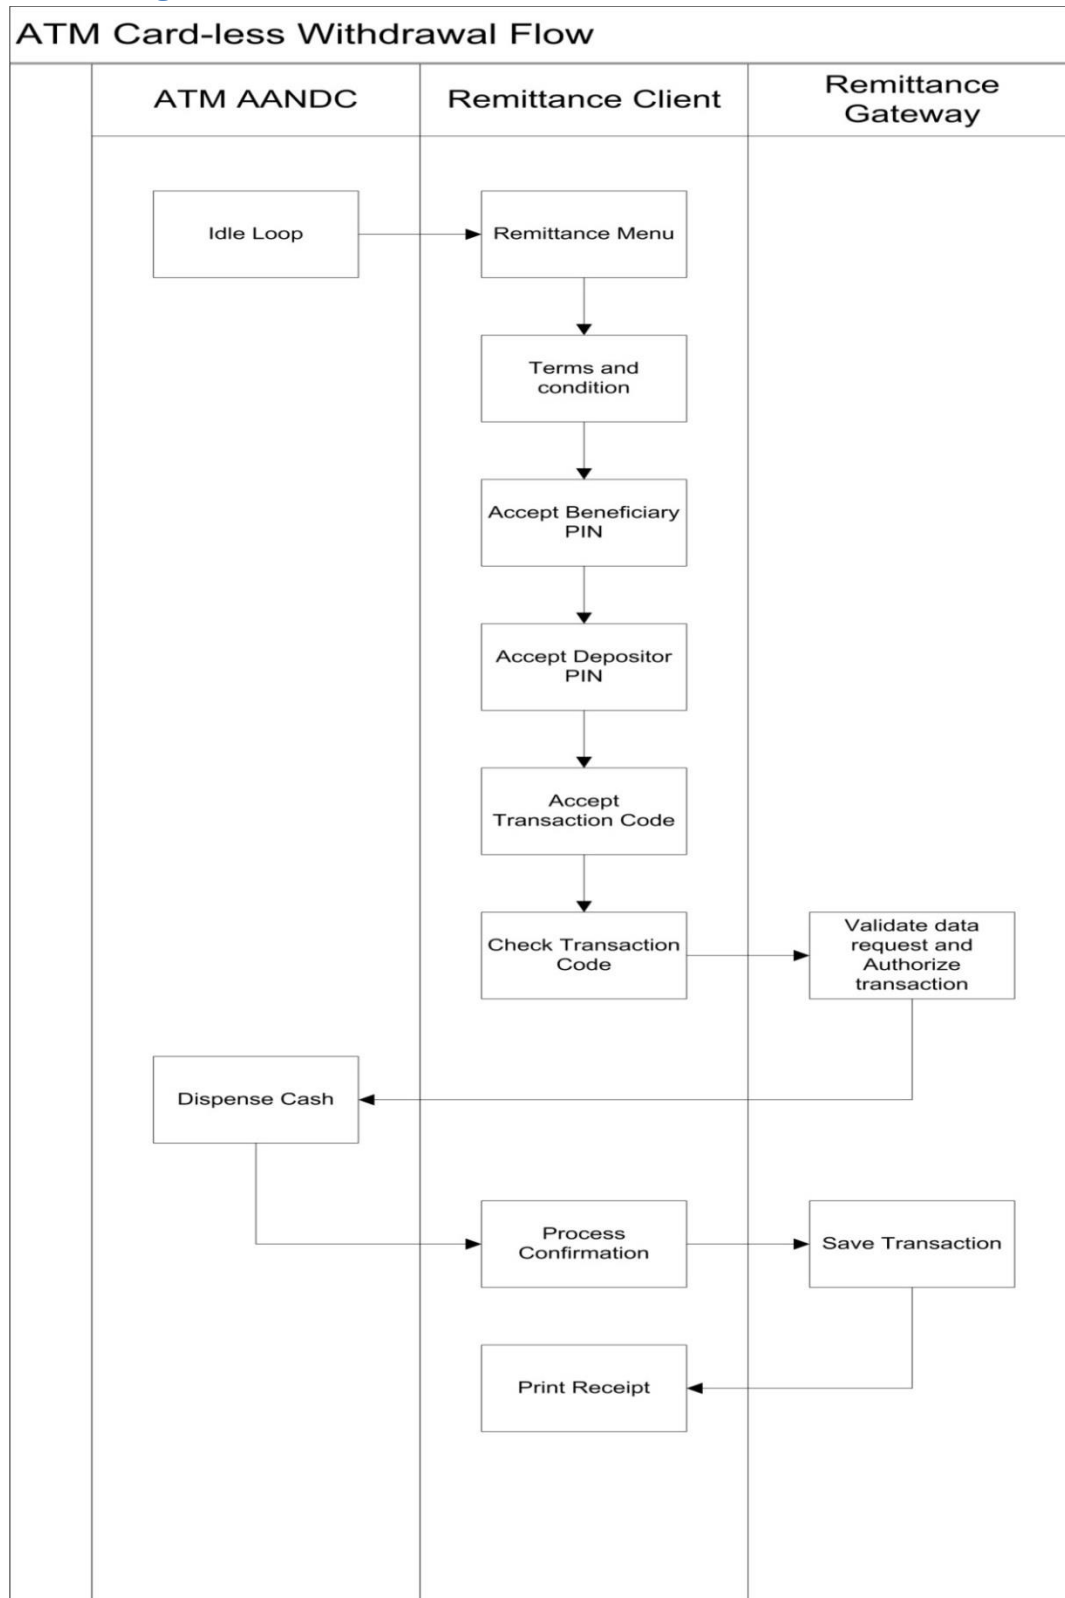 ATM Card-less Withdrawal Flow
ATM AANDC
Remittance Client
Remittance
Gateway
Idle Loop
Remittance Menu
Terms and
condition
Accept Beneficiary
PIN
Accept Depositor
PIN
Accept
Transaction Code
Check Transaction
Code
Validate data
request and
Authorize
transaction
Dispense Cash
Process
Confirmation
Save Transaction
Print Receipt